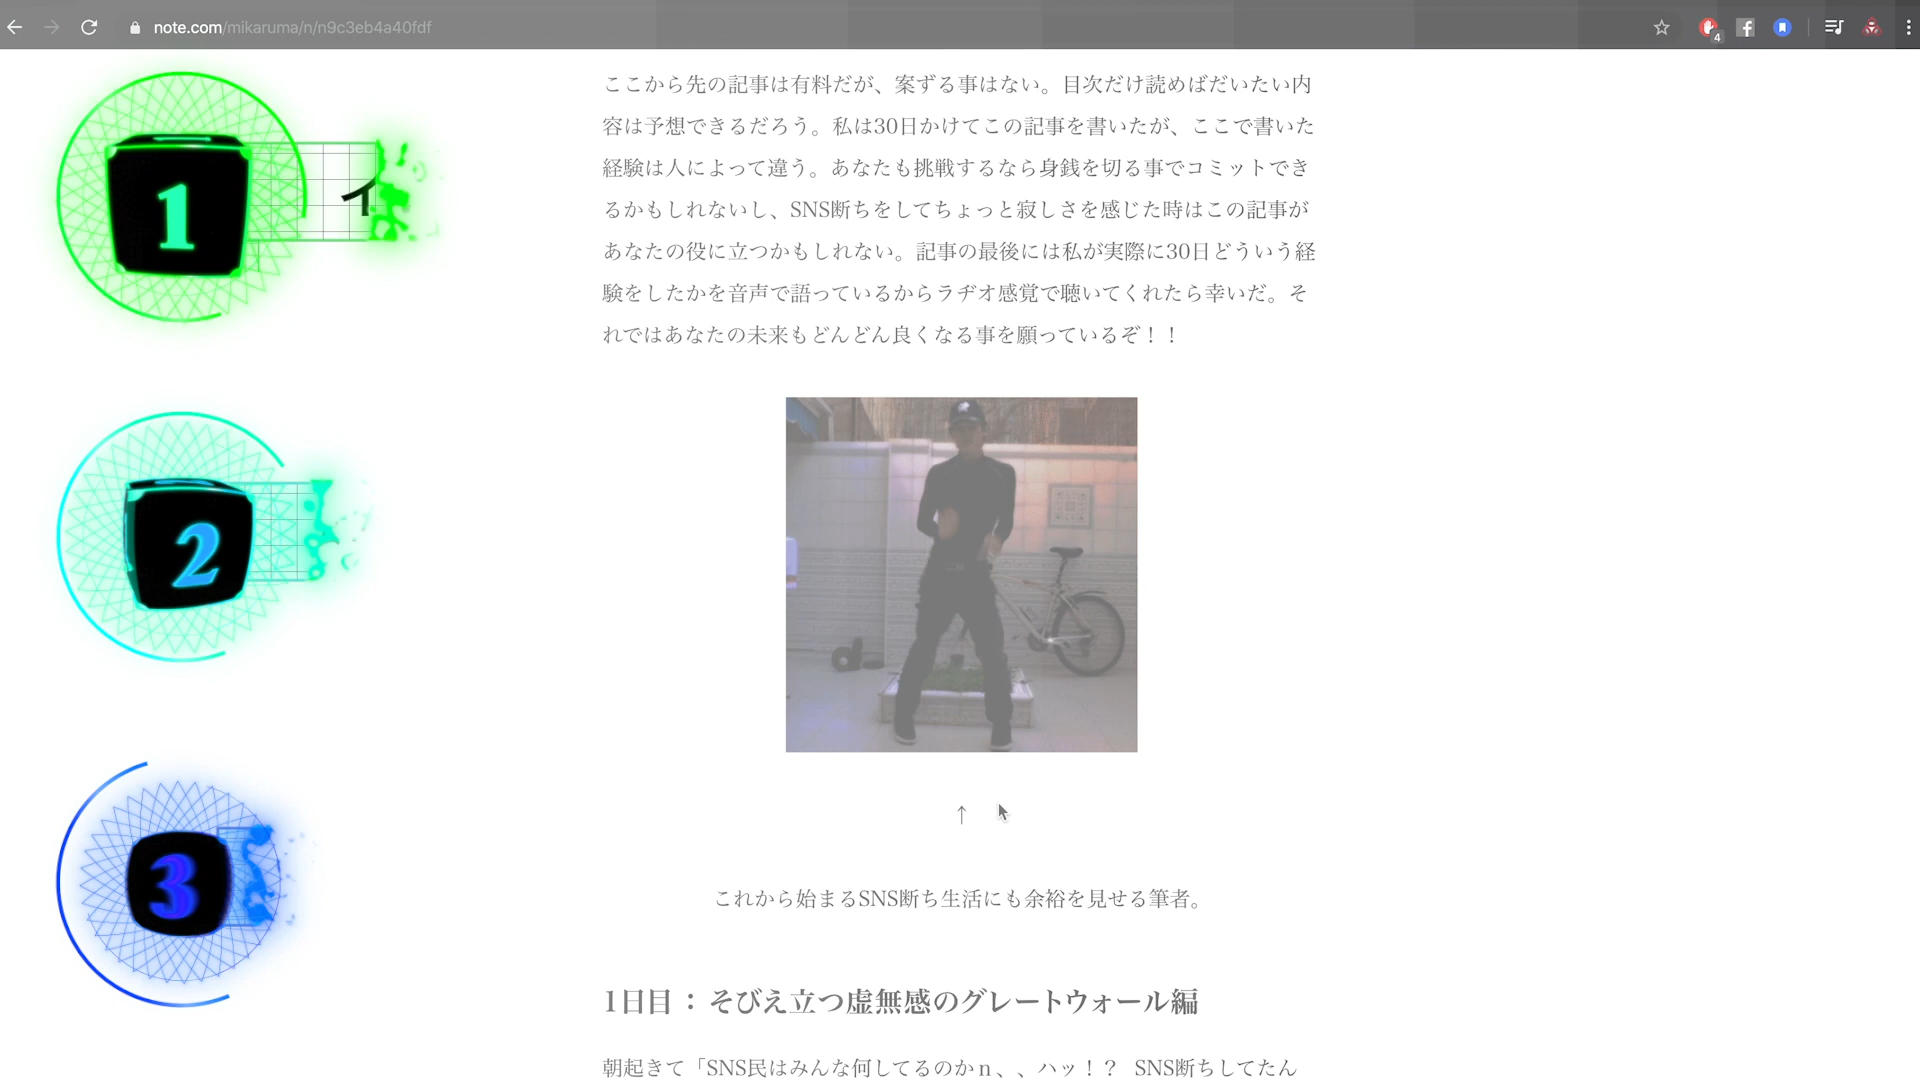 note.com/mikaruma/n/n9c3eb4a40fdf
4
1
イ
2
3
ここから先の記事は有料だが、案ずる事はない。目次だけ読めばだいたい内
容は予想できるだろう。私は30日かけてこの記事を書いたが、ここで書いた
経験は人によって違う。あなたも挑戦するなら身銭を切る事でコミットでき
るかもしれないし、SNS断ちをしてちょっと寂しさを感じた時はこの記事が
あなたの役に立つかもしれない。記事の最後には私が実際に30日どういう経
験をしたかを音声で語っているからラヂオ感覚で聴いてくれたら幸いだ。そ
れではあなたの未来もどんどん良くなる事を願っているぞ！！
↑
これから始まるSNS断ち生活にも余裕を見せる筆者。
1日目：そびえ立つ虚無感のグレートウォール編
朝起きて「SNS民はみんな何してるのかｎ、、ハッ！？ SNS断ちしてたん